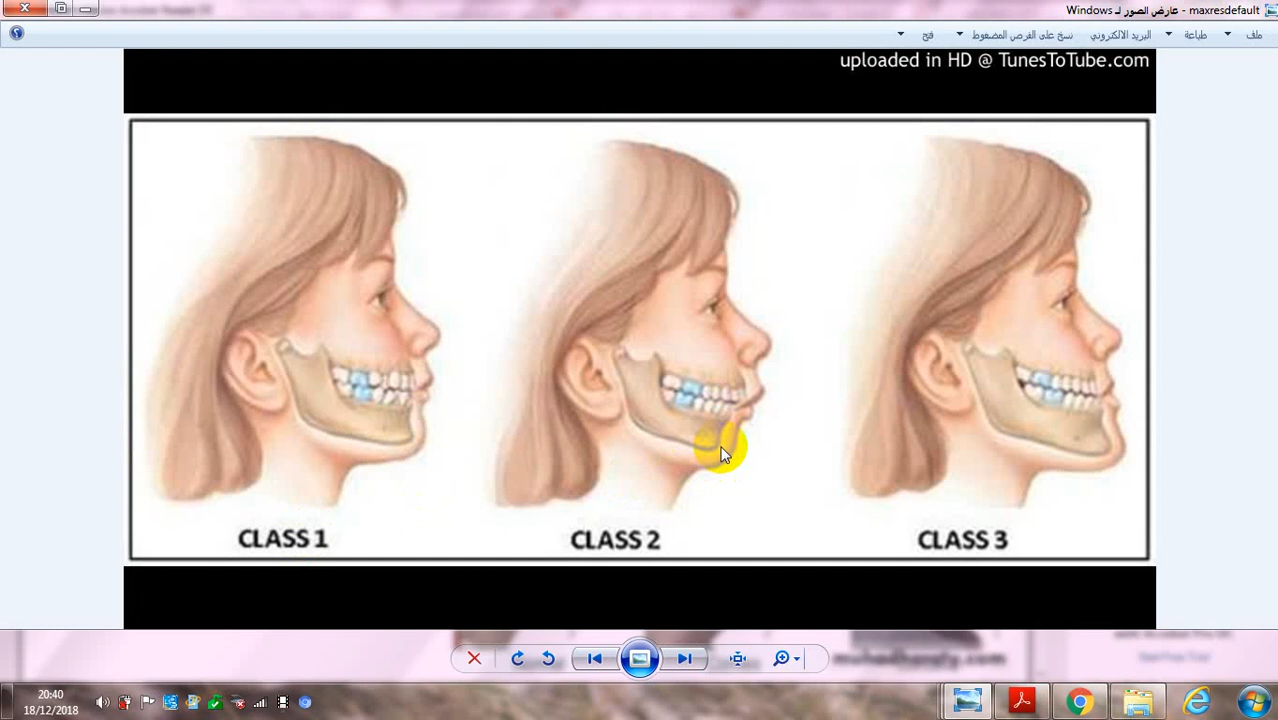 maxresdefault - عارض الصور لـ Windows
ملف
طباعة
البريد الالكتروني
نسخ على القرص المضغوط
فتح
uploaded in HD @ TunesToTube.com
CLASS 1
CLASS 2
CLASS 3
20:40
18/12/2018